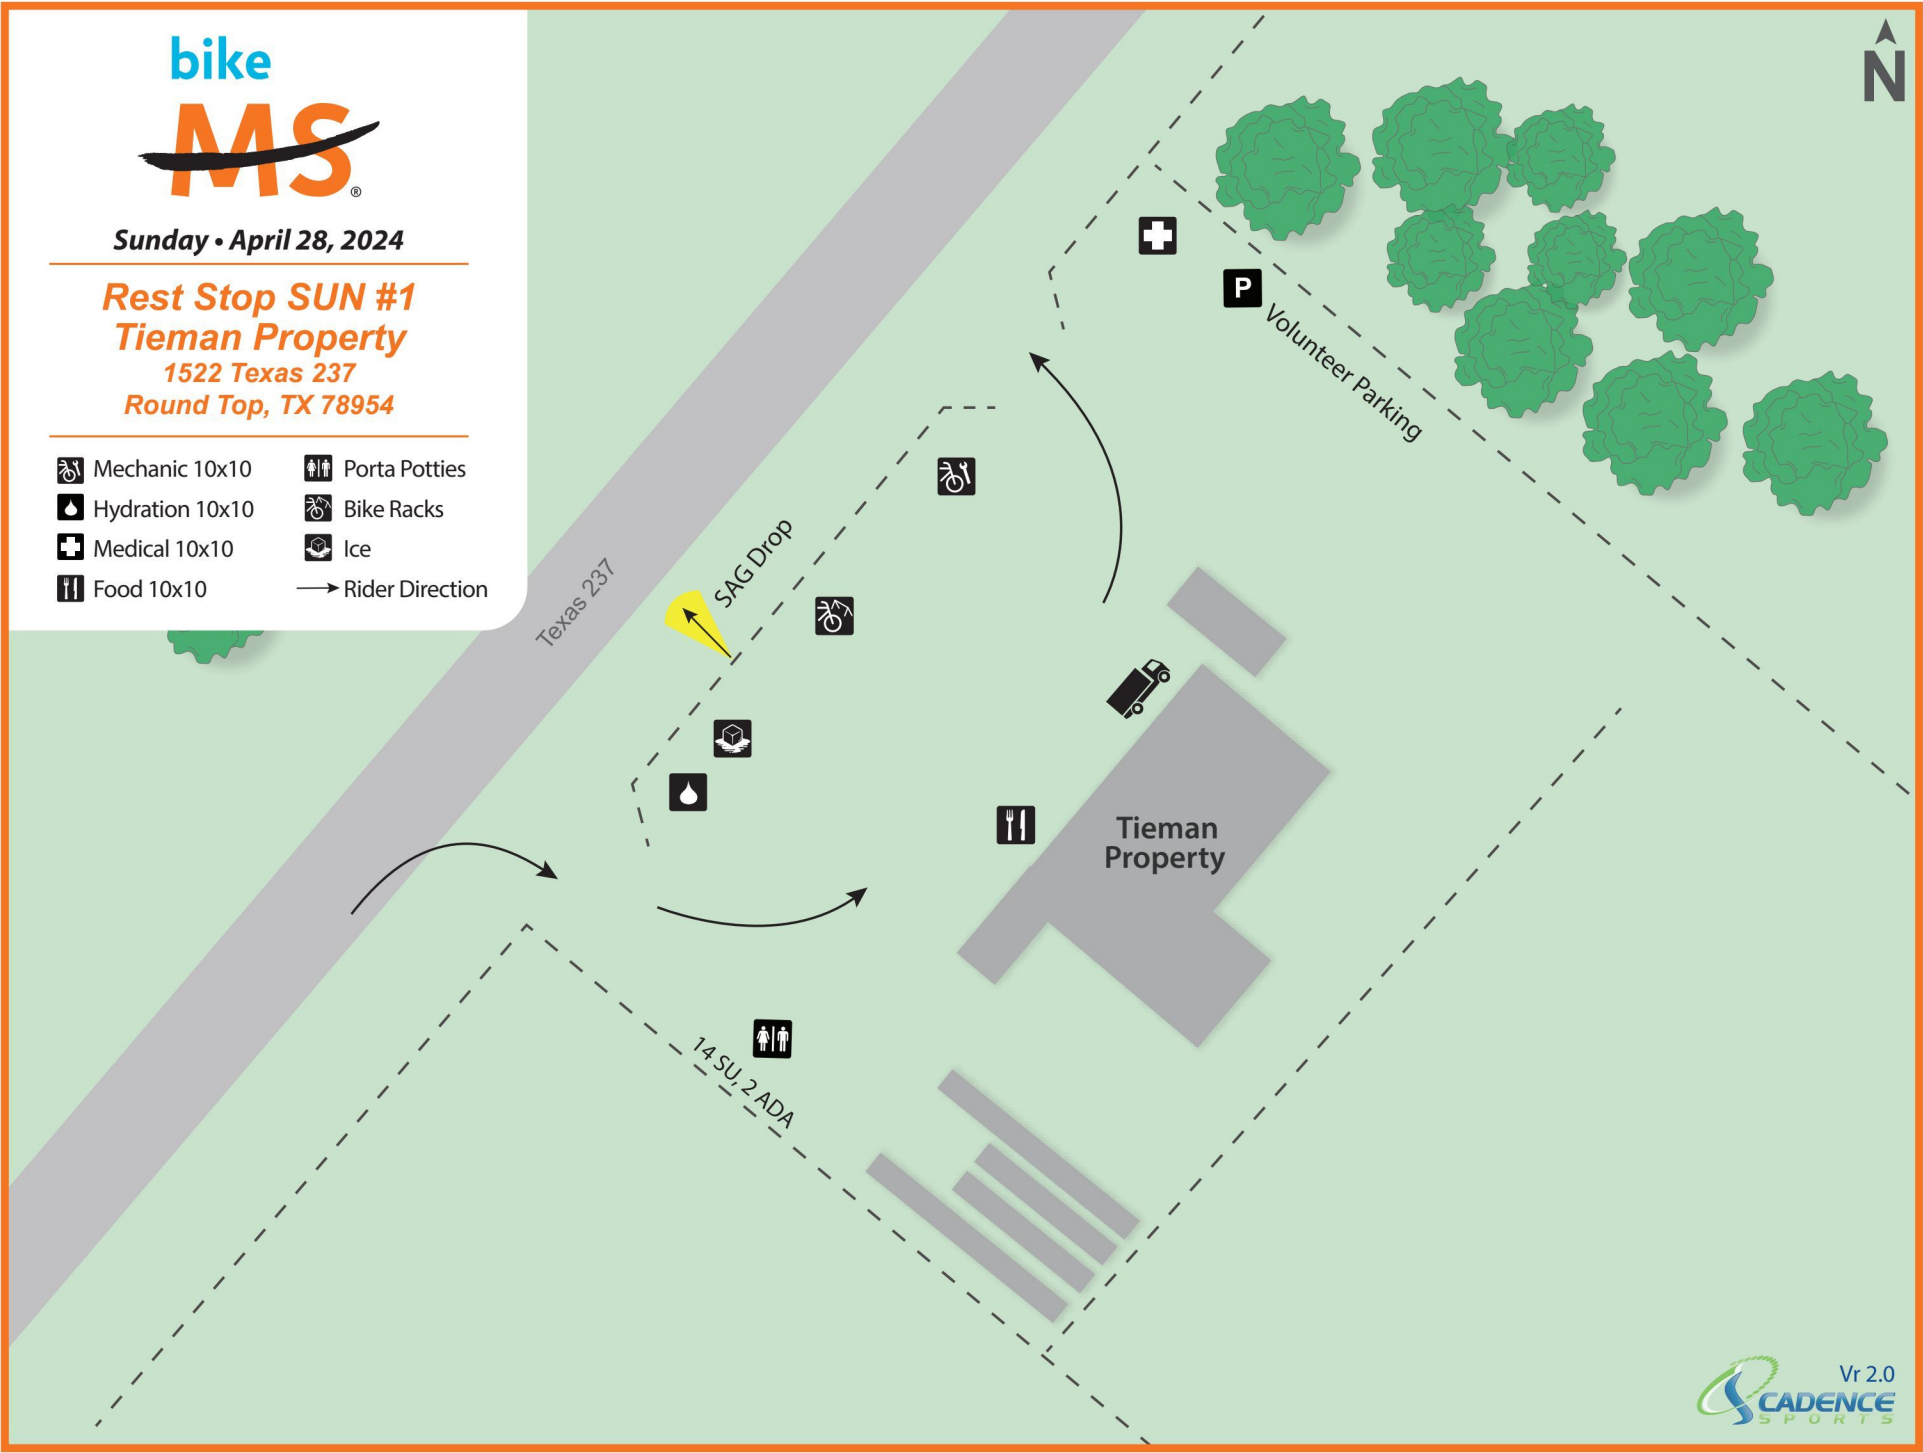 bike
MS®
Sunday • April 28, 2024
Rest Stop SUN #1
Tieman Property
1522 Texas 237
Round Top, TX 78954
Mechanic 10x10
Hydration 10x10
Medical 10x10
Food 10x10
Porta Potties
Bike Racks
Ice
Rider Direction
N
P
Volunteer Parking
SAG Drop
Texas 237
Tieman
Property
14 SU, 2 ADA
Vr 2.0
CADENCE
SPORTS